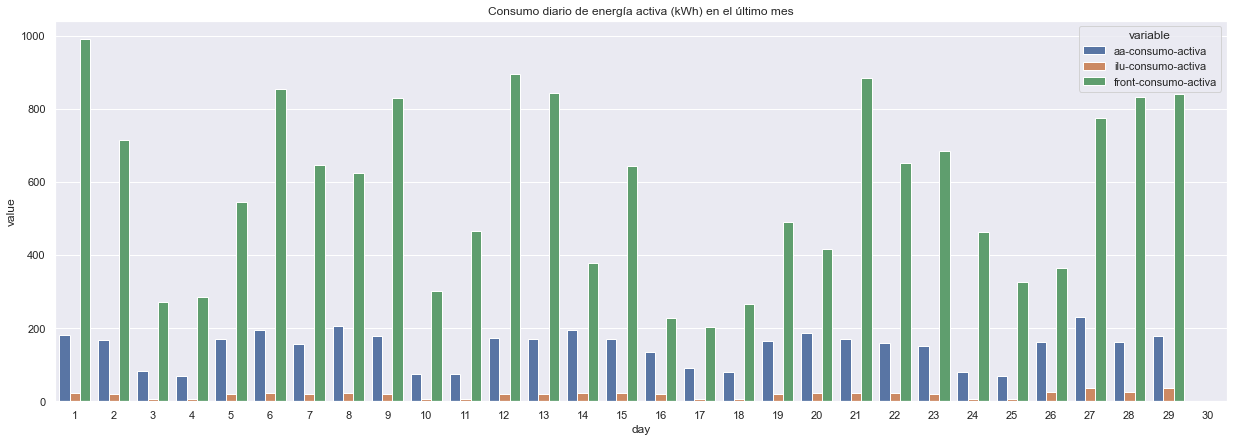 Consumo diario de energía activa (kWh) en el último mes
variable
aa-consumo-activa
ilu-consumo-activa
front-consumo-activa
1000
800
600
400
200
0
value
1 2 3 4 5 6 7 8 9 10 11 12 13 14 15 16 17 18 19 20 21 22 23 24 25 26 27 28 29 30
day